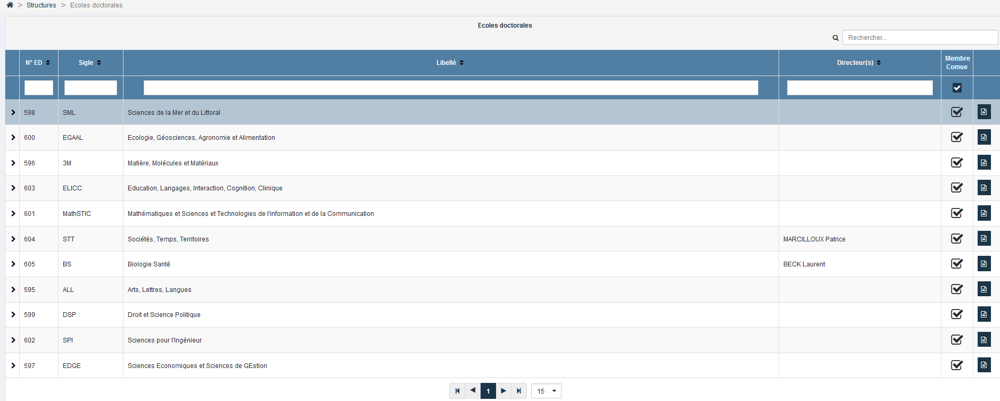 > Structures > Ecoles doctorales
Ecoles doctorales
Rechercher...
N° ED Sigle Libellé Directeur(s) Membre Comue
598 SML Sciences de la Mer et du Littoral
600 EGAAL Ecologie, Géosciences, Agronomie et Alimentation
596 3M Matière, Molécules et Matériaux
603 ELICC Education, Langages, Interaction, Cognition, Clinique
601 MathSTIC Mathématiques et Sciences et Technologies de l'information et de la Communication
604 STT Sociétés, Temps, Territoires MARCILLOUX Patrice
605 BS Biologie Santé BECK Laurent
595 ALL Arts, Lettres, Langues
599 DSP Droit et Science Politique
602 SPI Sciences pour l'Ingénieur
597 EDGE Sciences Economiques et Sciences de GEstion
1 15